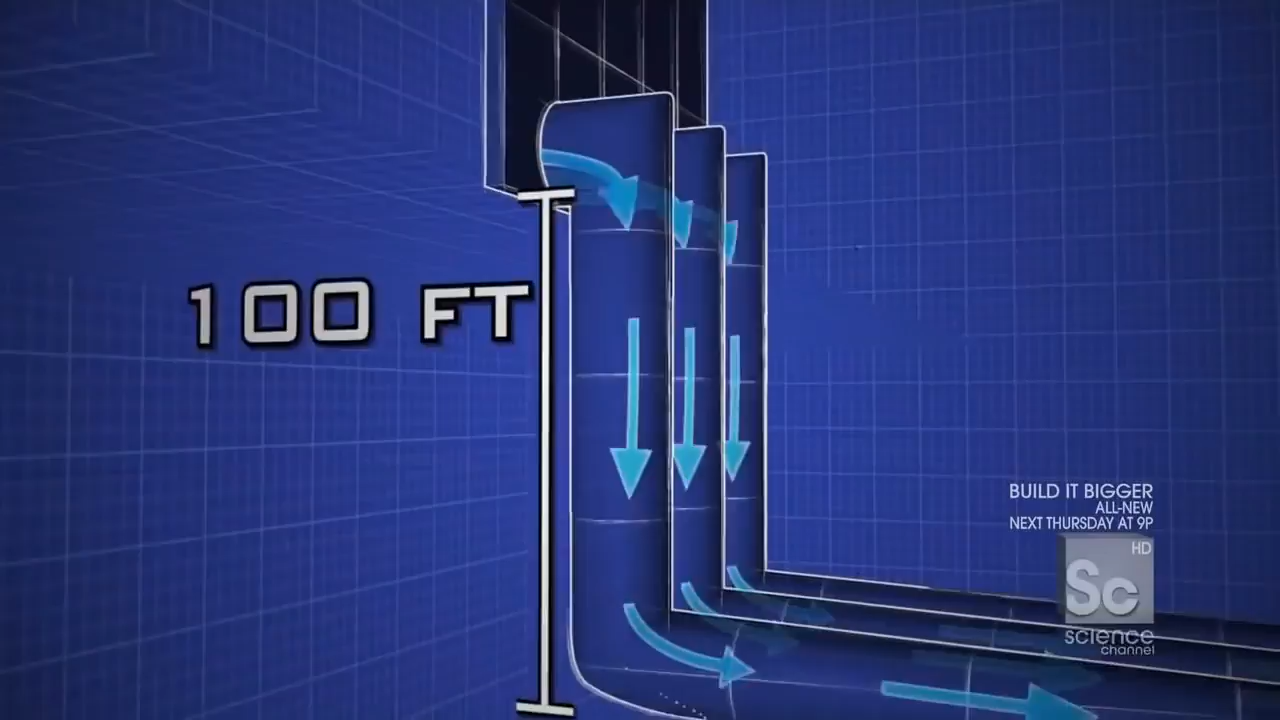 100 FT
BUILD IT BIGGER
ALL-NEW
NEXT THURSDAY AT 9P
HD
Sc
science
channel